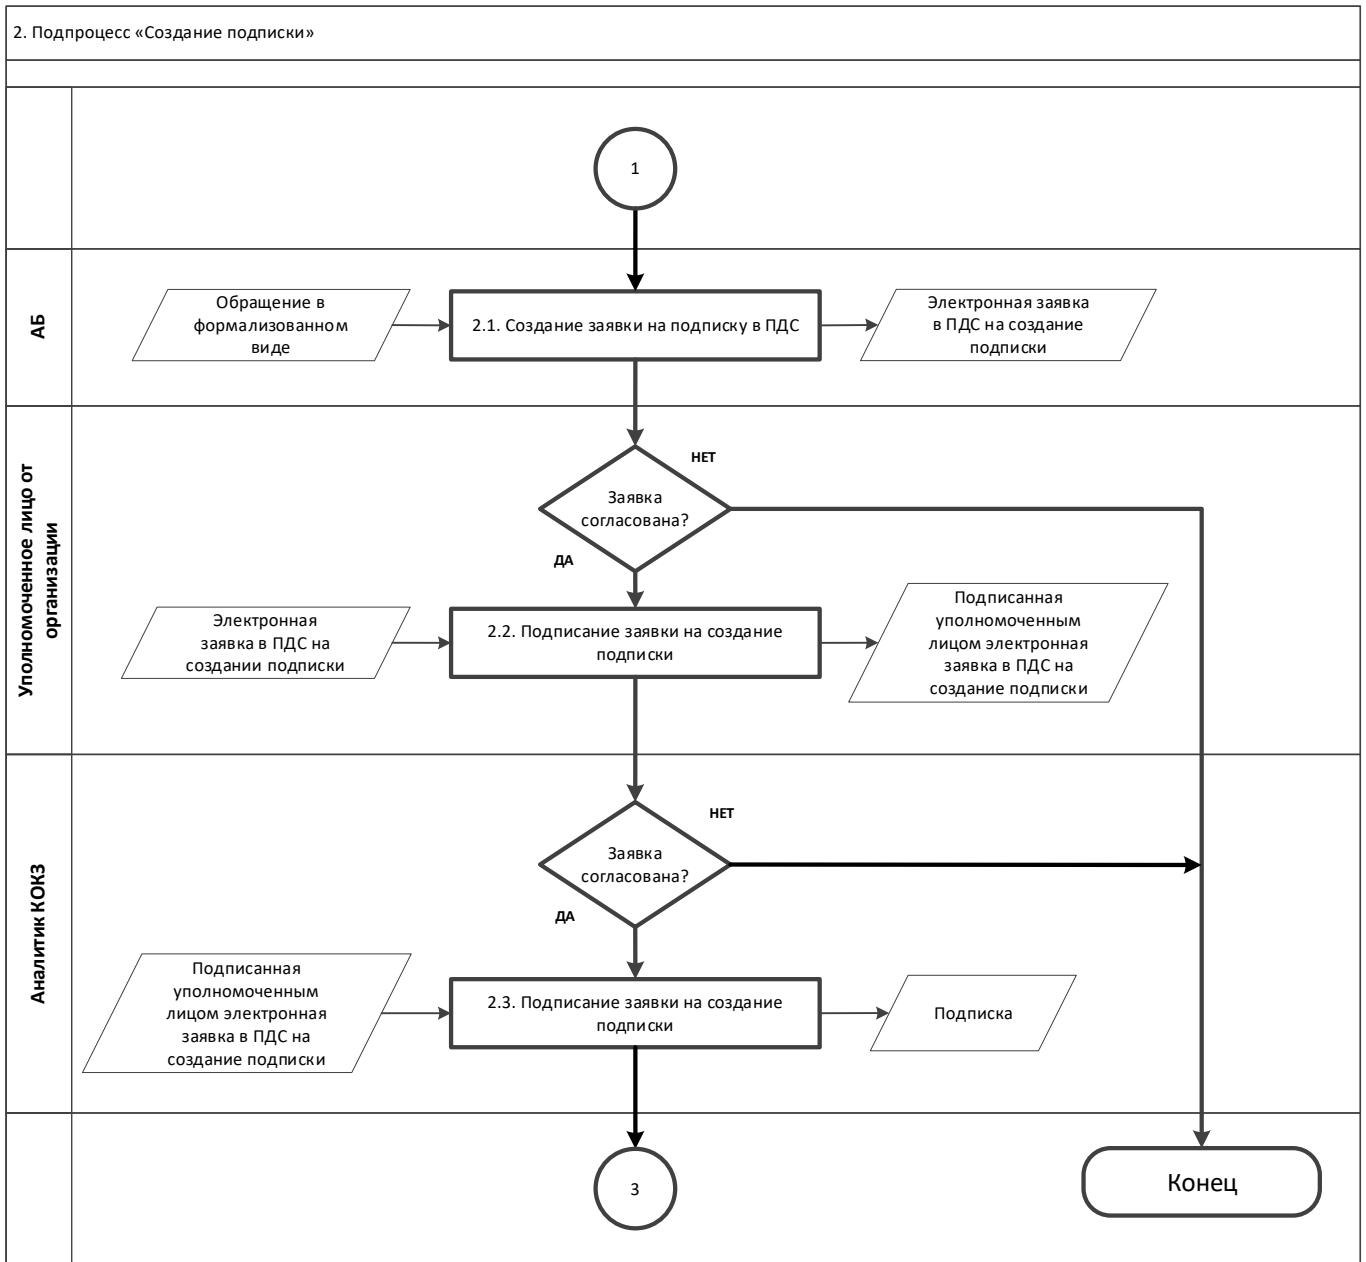 2. Подпроцесс «Создание подписки»
1
АБ
Обращение в
формализованном
виде
2.1. Создание заявки на подписку в ПДС
Электронная заявка
в ПДС на создание
подписки
Уполномоченное лицо от
организации
НЕТ
Заявка
согласована?
ДА
Электронная
заявка в ПДС на
создании подписки
2.2. Подписание заявки на создание
подписки
Подписанная
уполномоченным
лицом электронная
заявка в ПДС на
создание подписки
Аналитик КОКЗ
НЕТ
Заявка
согласована?
ДА
Подписанная
уполномоченным
лицом электронная
заявка в ПДС на
создание подписки
2.3. Подписание заявки на создание
подписки
Подписка
3
Конец